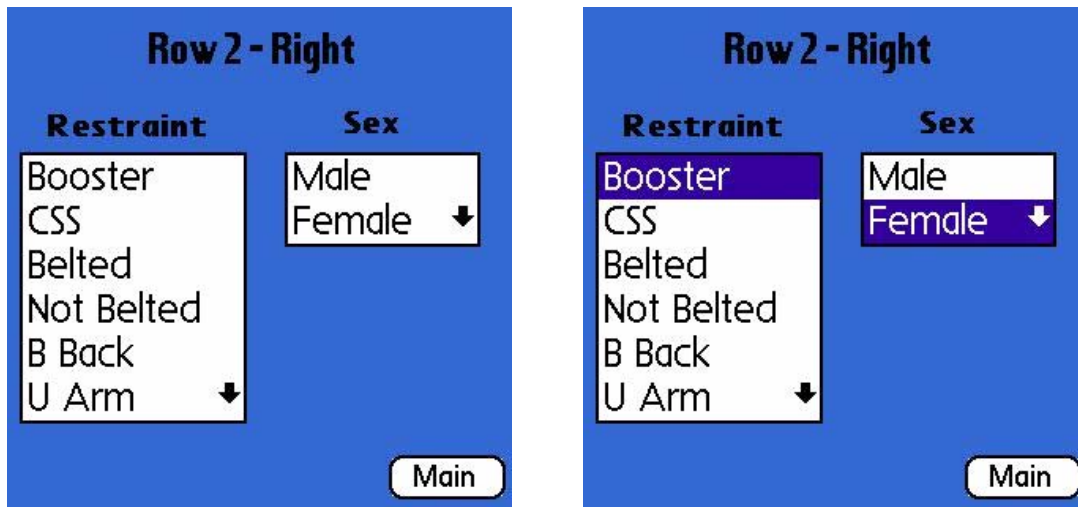 Row 2 - Right
Restraint Sex
Booster Male
CSS Female
Belted
Not Belted
B Back
U Arm
Main
Row 2 - Right
Restraint Sex
Booster Male
CSS Female
Belted
Not Belted
B Back
U Arm
Main